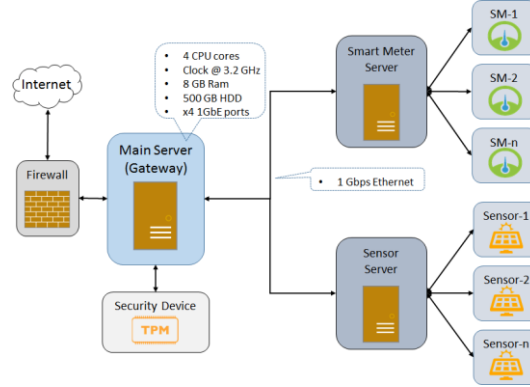 Internet
Firewall
• 4 CPU cores
• Clock @ 3.2 GHz
• 8 GB Ram
• 500 GB HDD
• x4 1GbE ports
Main Server
(Gateway)
Security Device
TPM
Smart Meter
Server
• 1 Gbps Ethernet
Sensor
Server
SM-1
SM-2
SM-n
Sensor-1
Sensor-2
Sensor-n